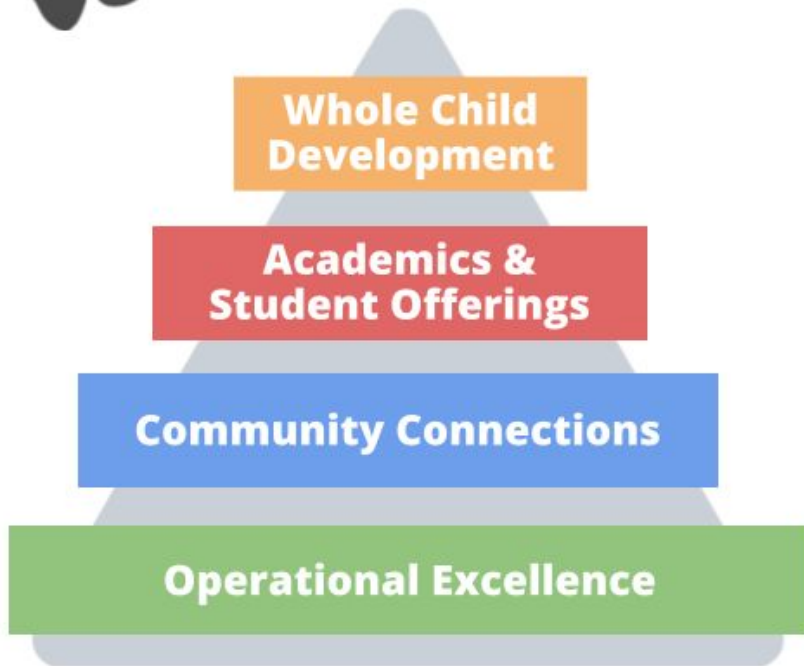 Whole Child
Development
Academics &
Student Offerings
Community Connections
Operational Excellence